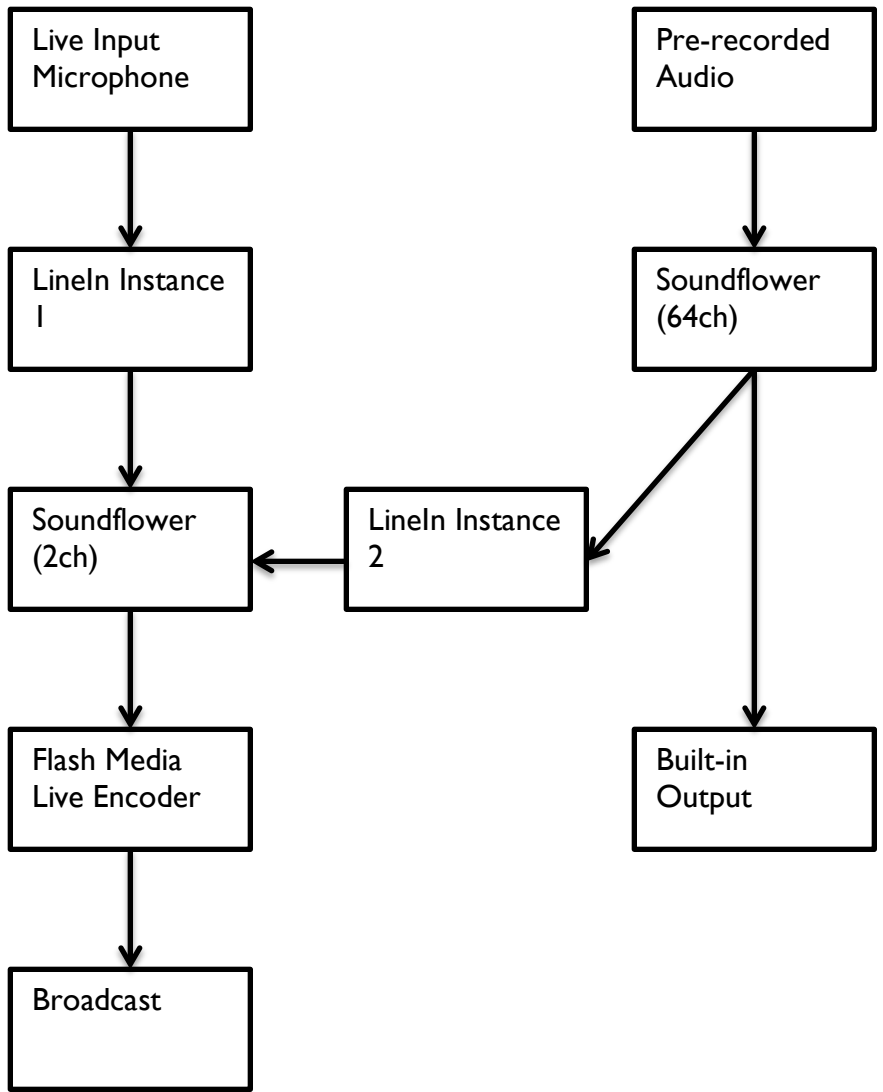 Live Input
Microphone
Pre-recorded
Audio
LineIn Instance
1
Soundflower
(64ch)
Soundflower
(2ch)
LineIn Instance
2
Flash Media
Live Encoder
Built-in
Output
Broadcast